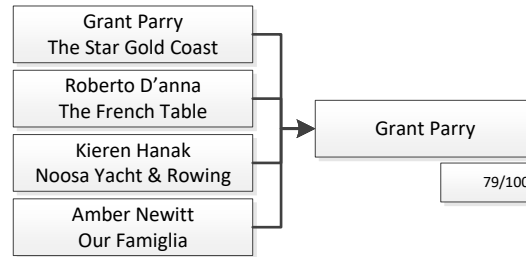 Grant Parry
The Star Gold Coast
Roberto D’anna
The French Table
Kieren Hanak
Noosa Yacht & Rowing
Amber Newitt
Our Famiglia
Grant Parry
79/100